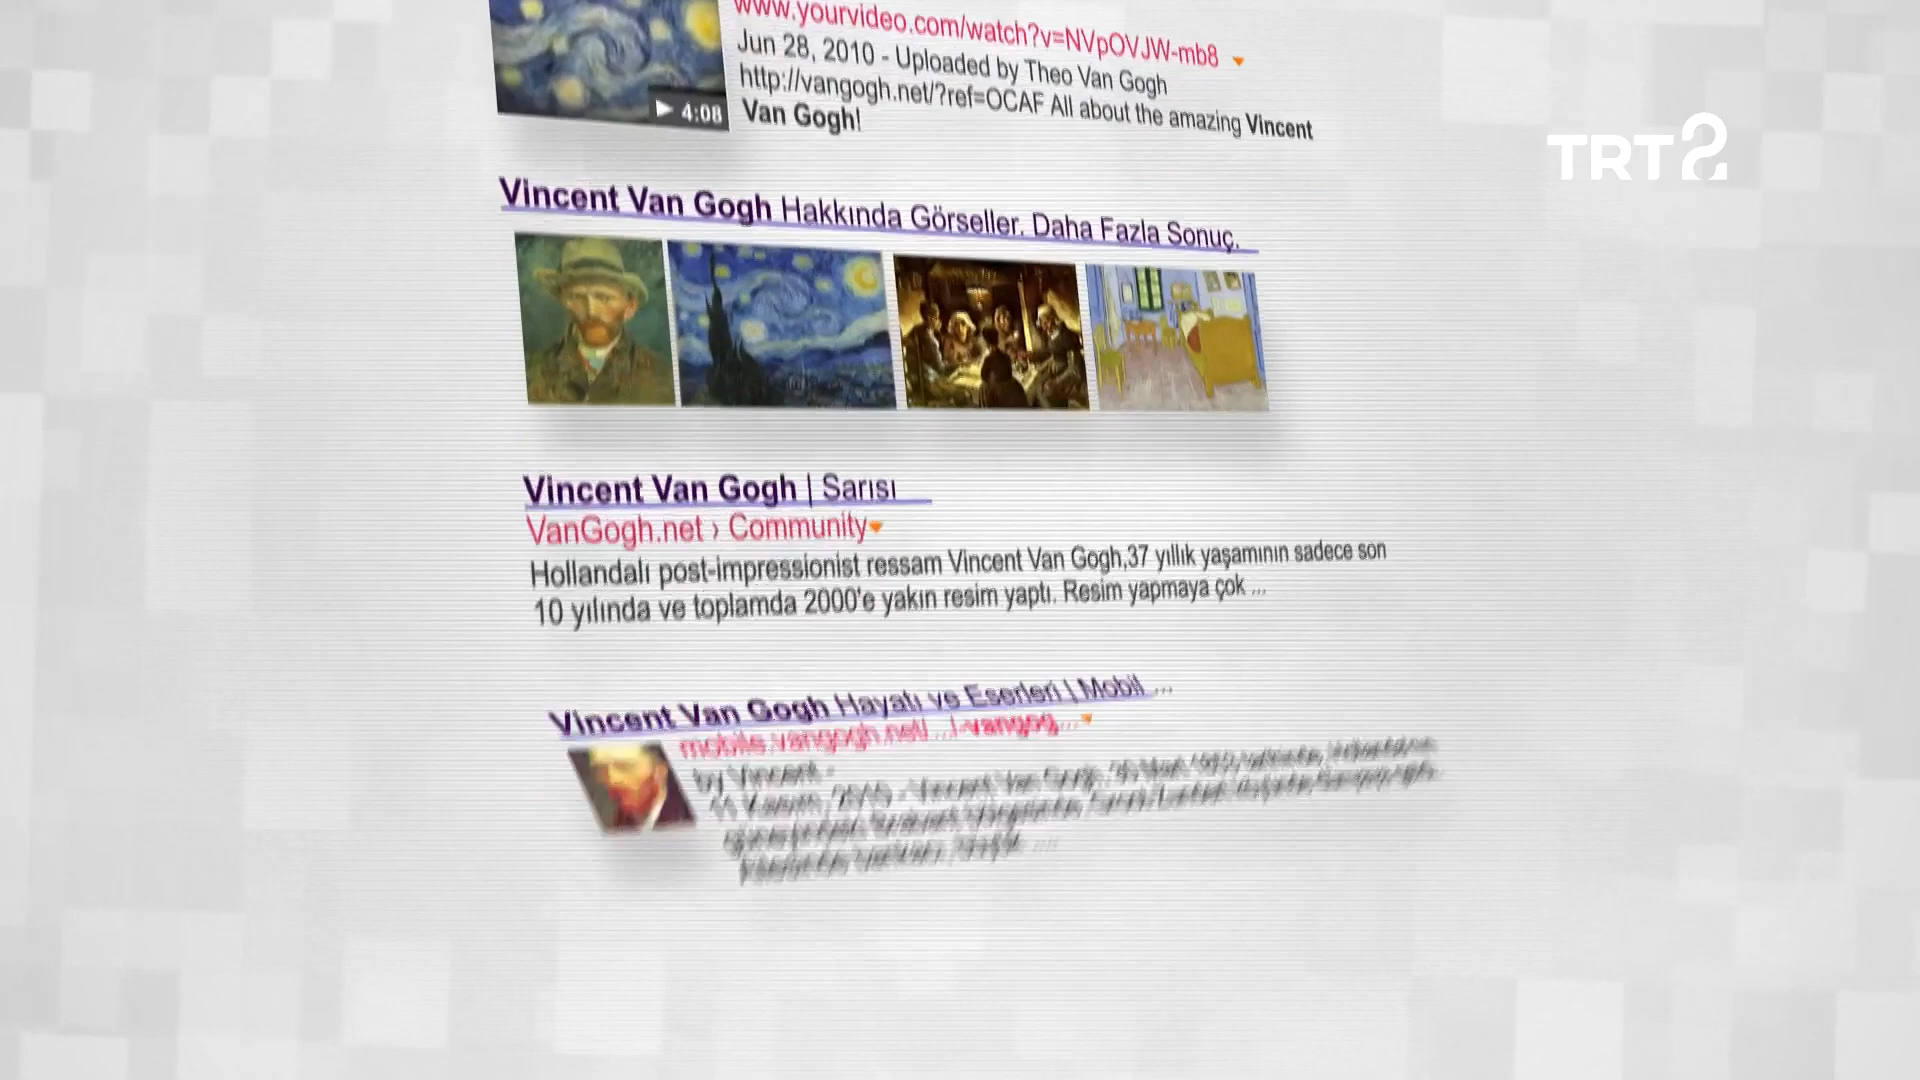 www.yourvideo.com/watch?v=NVpOVJW-mb8
Jun 28, 2010 - Uploaded by Theo Van Gogh
http://vangogh.net/?ref=OCAF All about the amazing Vincent
4:08
Van Gogh!
TRT2
Vincent Van Gogh Hakkında Görseller. Daha Fazla Sonuç.
Vincent Van Gogh | Sarısı
VanGogh.net › Community
Hollandalı post-impressionist ressam Vincent Van Gogh,37 yıllık yaşamının sadece son
10 yılında ve toplamda 2000'e yakın resim yaptı. Resim yapmaya çok ...
Vincent Van Gogh Hayatı ve Eserleri | Mobil ...
by Vincent -